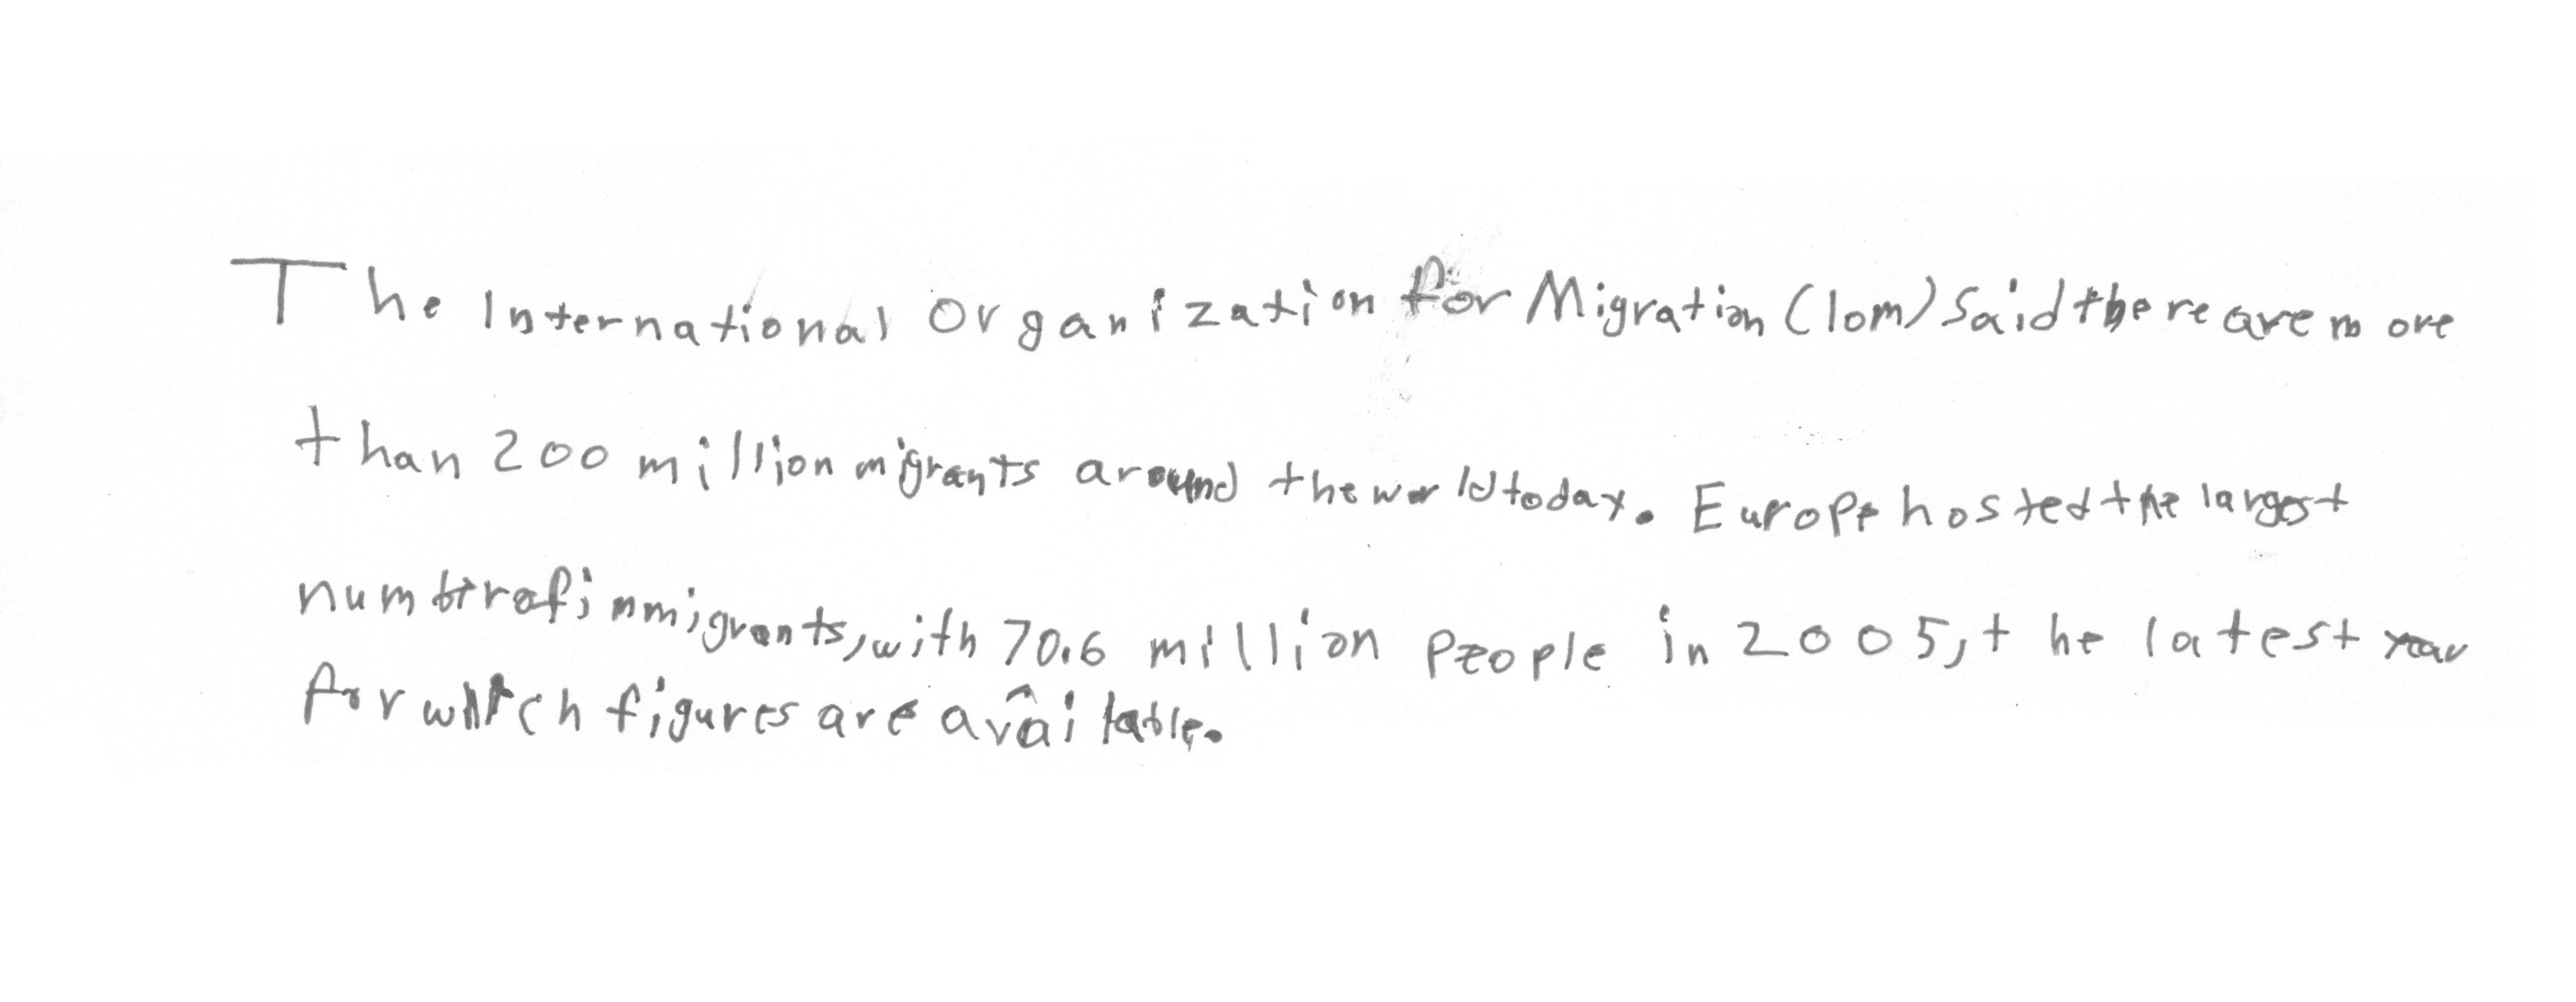 The International Organization for Migration (Iom) Said there are more
than 200 million migrants around the world today. Europe hosted the largest
number of immigrants, with 70.6 million people in 2005, the latest year
for which figures are available.